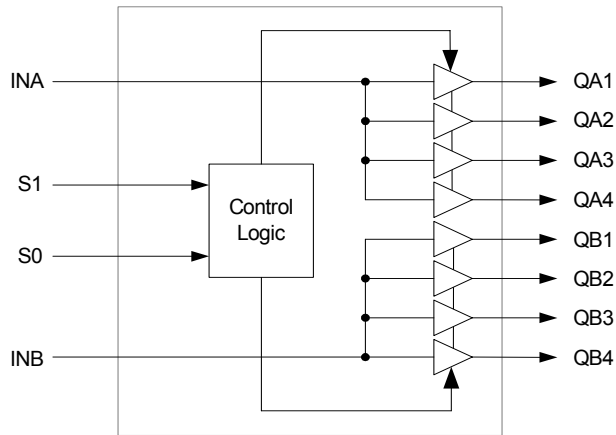 INA
S1
S0
INB
Control
Logic
QA1
QA2
QA3
QA4
QB1
QB2
QB3
QB4